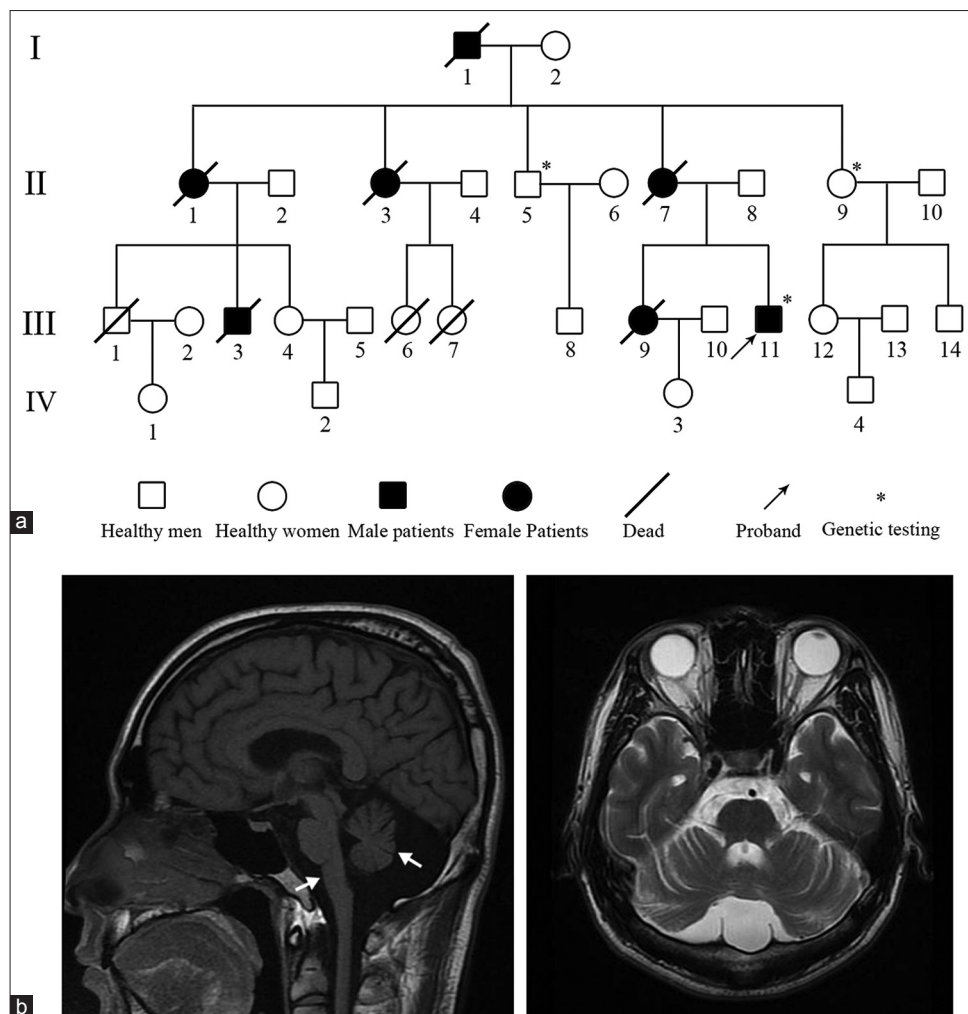 I
1 2
II
* *
1 2 3 4 5 6 7 8 9 10
III
*
1 2 3 4 5 6 7 8 9 10 11 12 13 14
IV
1 2 3 4
*
Healthy men Healthy women Male patients Female Patients Dead Proband Genetic testing
a
b